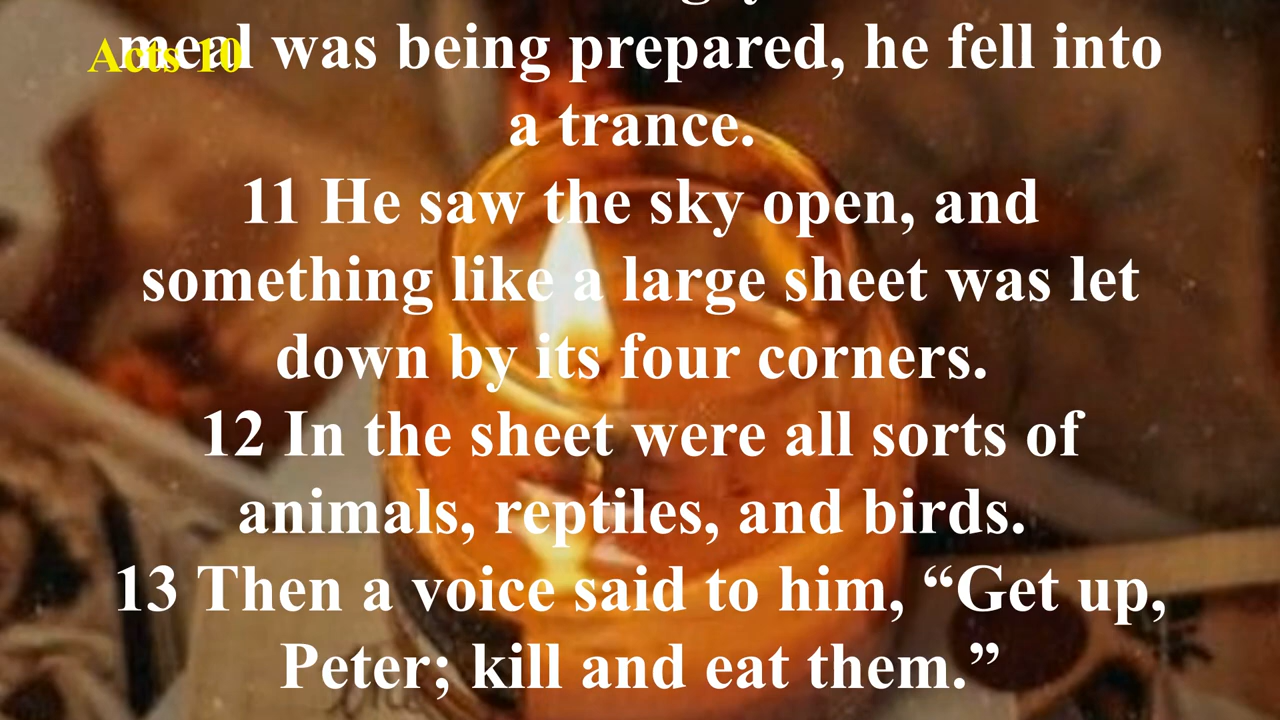 Acts 10
meal was being prepared, he fell into
a trance.
11 He saw the sky open, and
something like a large sheet was let
down by its four corners.
12 In the sheet were all sorts of
animals, reptiles, and birds.
13 Then a voice said to him, “Get up,
Peter; kill and eat them.”